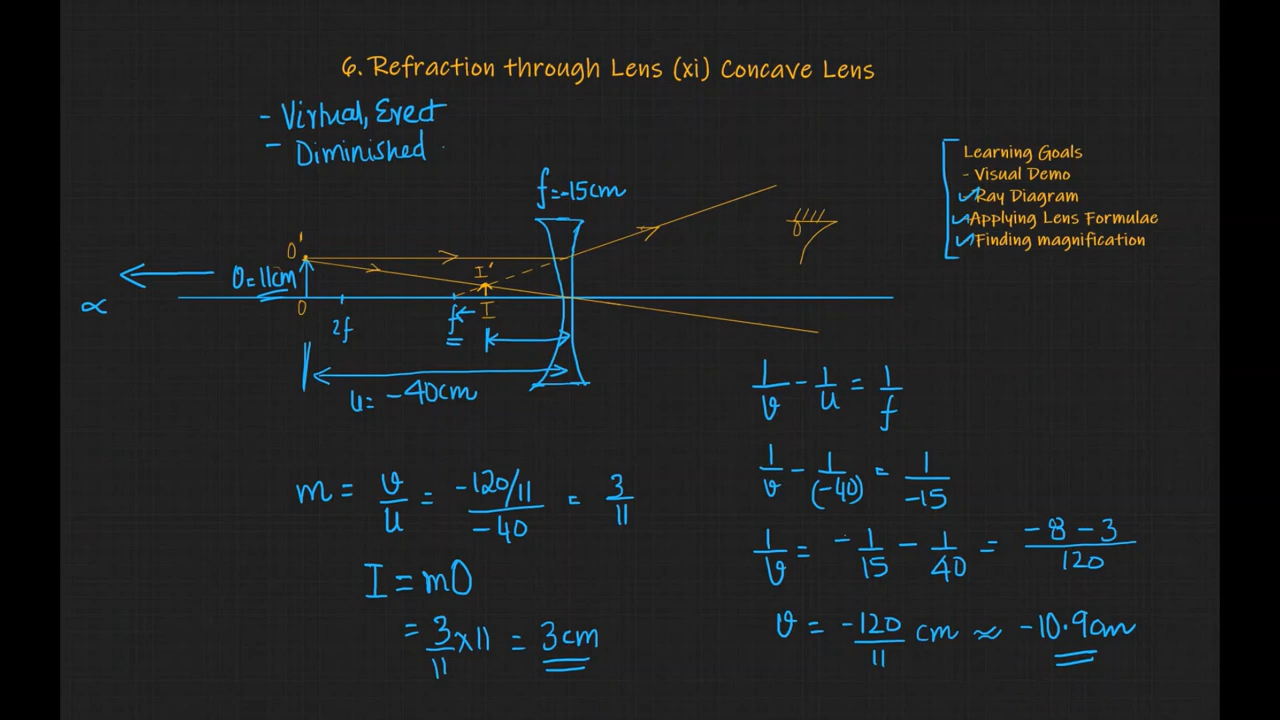 6. Refraction through Lens (xi) Concave Lens
- Virtual, Erect
- Diminished
Learning Goals
- Visual Demo
✓Ray Diagram
✓Applying Lens Formulae
✓Finding magnification
f=-15cm
O'
O=11cm
I'
∝
O
2f
f
I
u= -40cm
1/v - 1/u = 1/f
1/v - 1/(-40) = 1/-15
1/v = -1/15 - 1/40 = -8-3/120
v = -120/11 cm ≈ -10.9cm
m = v/u = -120/11/-40 = 3/11
I = mO
= 3/11 x 11 = 3cm